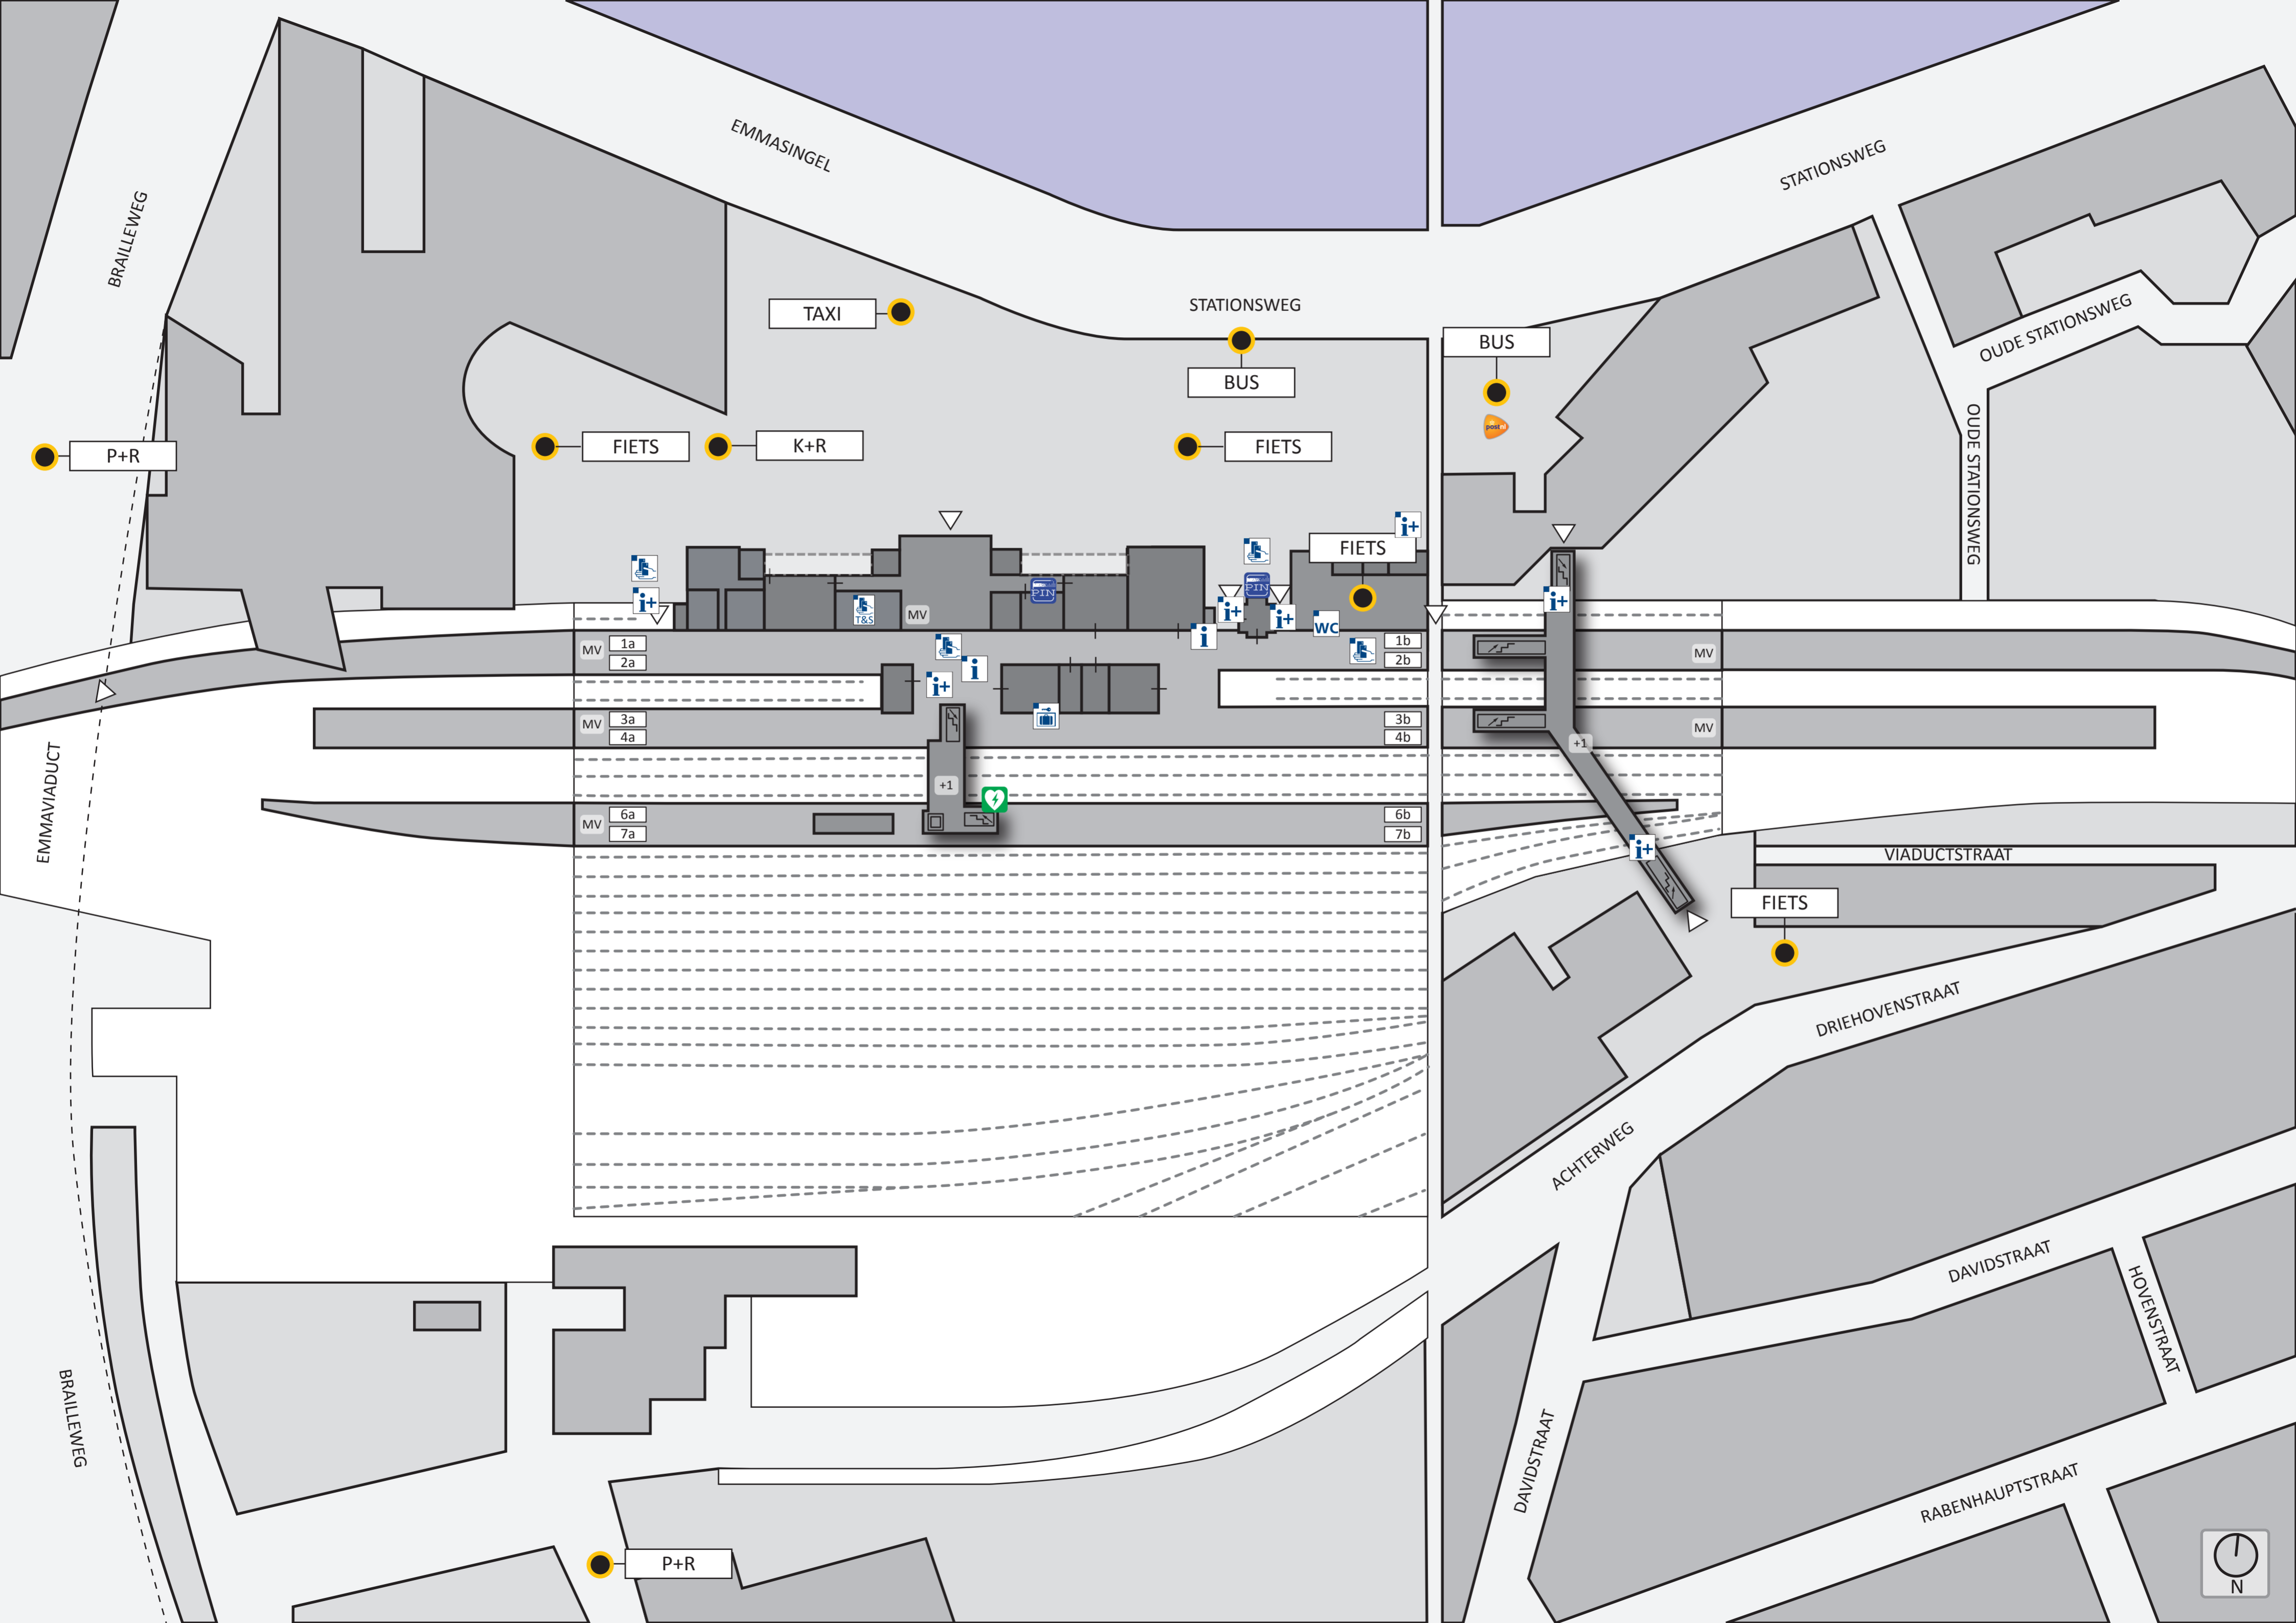 EMMASINGEL
STATIONSWEG
BRAILLEWEG
TAXI
STATIONSWEG
BUS
BUS
OUDE STATIONSWEG
OUDE STATIONSWEG
P+R
FIETS
K+R
FIETS
postnl
i+
FIETS
PIN
PIN
i+
i+
i+
i+
T&S
MV
WC
i
MV
1a
2a
1b
2b
MV
i
i+
MV
3a
4a
3b
4b
MV
+1
+1
EMMAVIADUCT
MV
6a
7a
6b
7b
i+
VIADUCTSTRAAT
FIETS
DRIEHOVENSTRAAT
ACHTERWEG
DAVIDSTRAAT
HOVENSTRAAT
BRAILLEWEG
DAVIDSTRAAT
RABENHAUPTSTRAAT
P+R
N